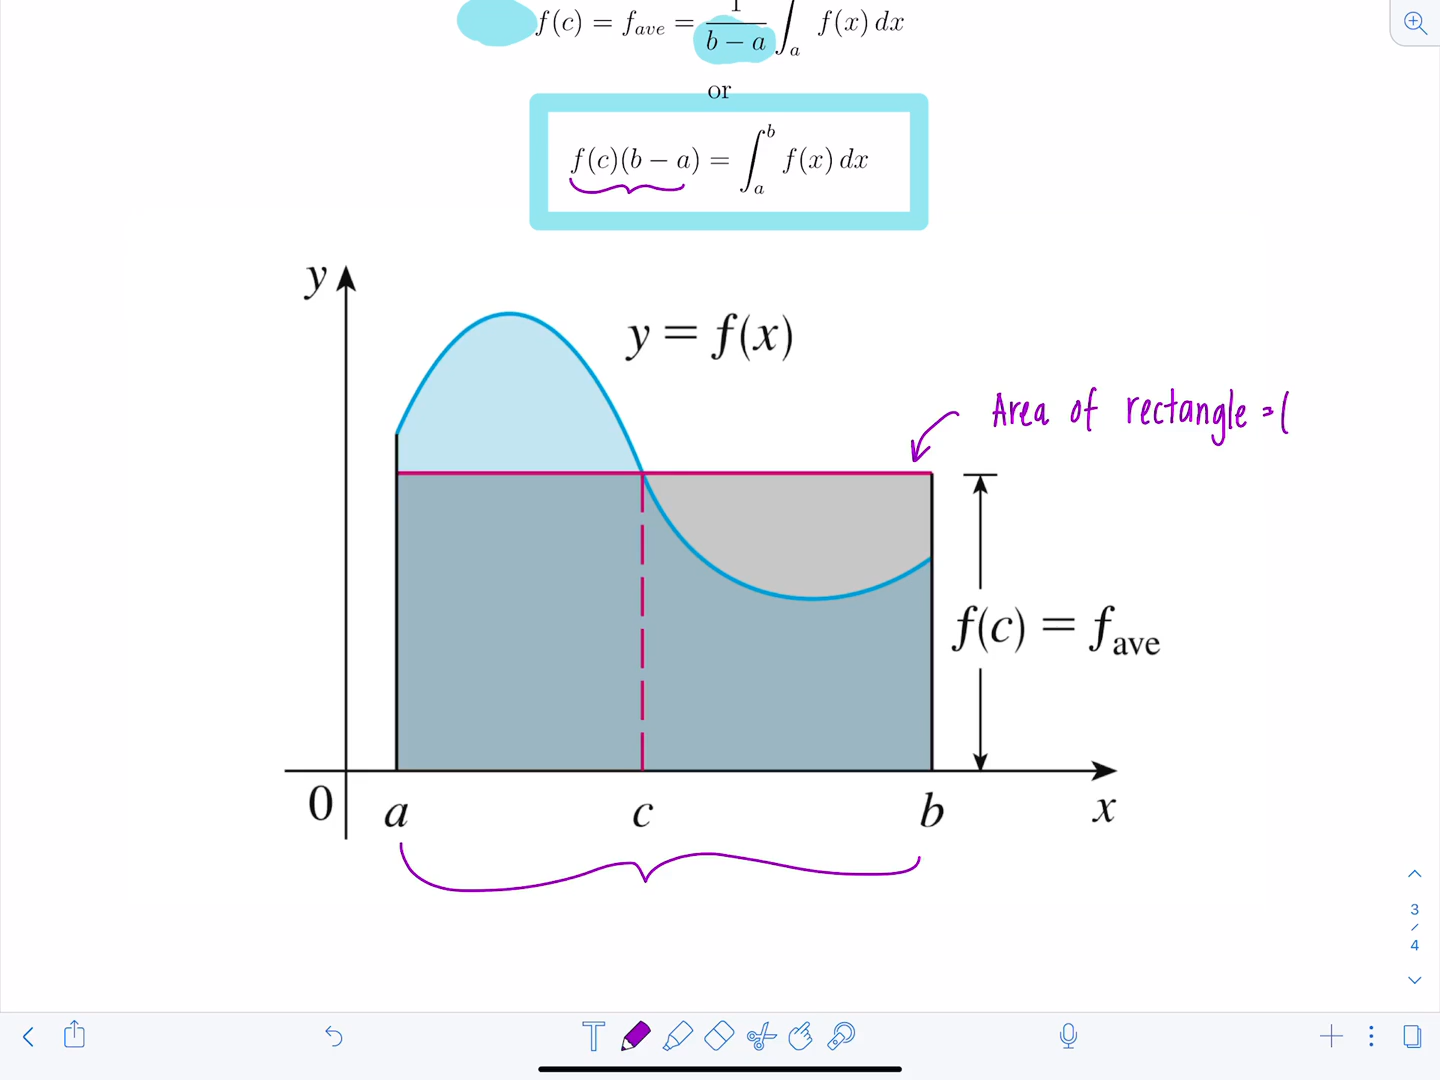 f(c) = f_ave = 1/(b − a) ∫_a f(x) dx
or
f(c)(b − a) = ∫_a^b f(x) dx
y
y = f(x)
Area of rectangle = (
f(c) = f_ave
0 a c b x
3
/
4
T